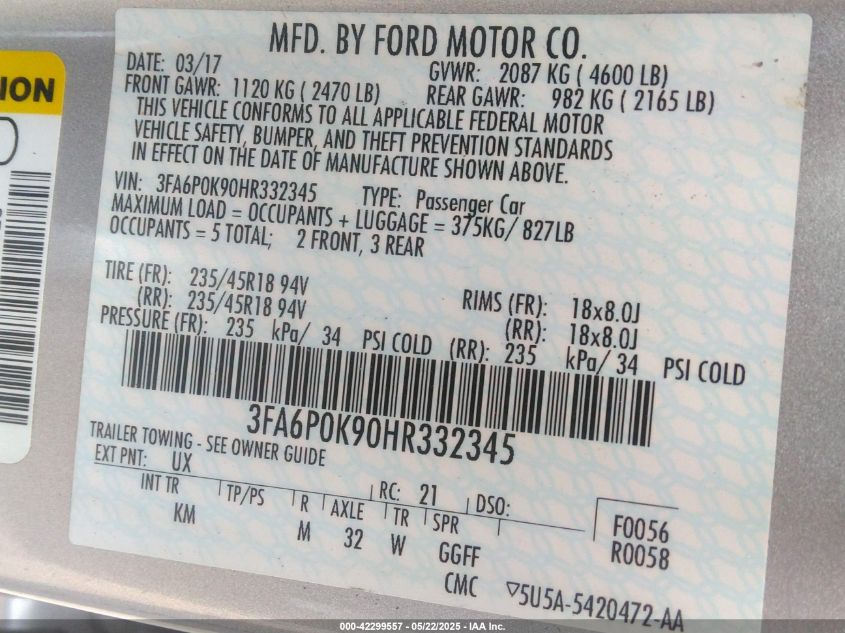 MFD. BY FORD MOTOR CO.
DATE: 03/17 GVWR: 2087 KG ( 4600 LB)
FRONT GAWR: 1120 KG ( 2470 LB) REAR GAWR: 982 KG ( 2165 LB)
THIS VEHICLE CONFORMS TO ALL APPLICABLE FEDERAL MOTOR
VEHICLE SAFETY, BUMPER, AND THEFT PREVENTION STANDARDS
IN EFFECT ON THE DATE OF MANUFACTURE SHOWN ABOVE.
VIN: 3FA6P0K90HR332345 TYPE: Passenger Car
MAXIMUM LOAD = OCCUPANTS + LUGGAGE = 375KG/ 827LB
OCCUPANTS = 5 TOTAL; 2 FRONT, 3 REAR
TIRE (FR): 235/45R18 94V RIMS (FR): 18x8.0J
(RR): 235/45R18 94V (RR): 18x8.0J
PRESSURE (FR): 235 kPa/ 34 PSI COLD (RR): 235 kPa/ 34 PSI COLD
3FA6P0K90HR332345
TRAILER TOWING - SEE OWNER GUIDE
EXT PNT: UX RC: 21 DSO:
INT TR TP/PS R AXLE TR SPR F0056
KM M 32 W GGFF R0058
CMC ▽5U5A-5420472-AA
ION
000-42299557 - 05/22/2025 - IAA Inc.